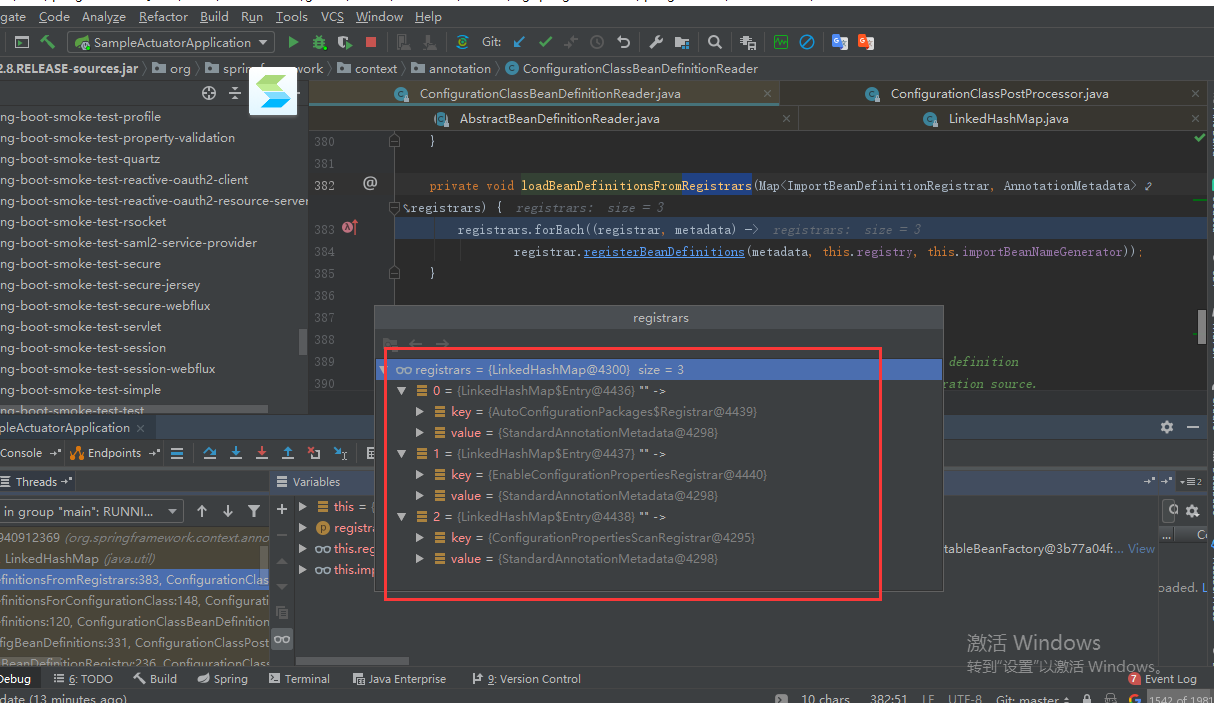 gate Code Analyze Refactor Build Run Tools VCS Window Help
SampleActuatorApplication Git:
2.8.RELEASE-sources.jar org context annotation ConfigurationClassBeanDefinitionReader
ConfigurationClassBeanDefinitionReader.java ConfigurationClassPostProcessor.java
AbstractBeanDefinitionReader.java LinkedHashMap.java
ng-boot-smoke-test-profile
ng-boot-smoke-test-property-validation
ng-boot-smoke-test-quartz
ng-boot-smoke-test-reactive-oauth2-client
ng-boot-smoke-test-reactive-oauth2-resource-server
ng-boot-smoke-test-rsocket
ng-boot-smoke-test-saml2-service-provider
ng-boot-smoke-test-secure
ng-boot-smoke-test-secure-jersey
ng-boot-smoke-test-secure-webflux
ng-boot-smoke-test-servlet
ng-boot-smoke-test-session
ng-boot-smoke-test-session-webflux
ng-boot-smoke-test-simple
ng-boot-smoke-test-test
380 }
381
382 @ private void loadBeanDefinitionsFromRegistrars(Map<ImportBeanDefinitionRegistrar, AnnotationMetadata>
registrars) { registrars: size = 3
383 registrars.forEach((registrar, metadata) -> registrars: size = 3
384 registrar.registerBeanDefinitions(metadata, this.registry, this.importBeanNameGenerator));
385 }
386
387
388
389 definition
390 ration source.
registrars
registrars = {LinkedHashMap@4300} size = 3
0 = {LinkedHashMap$Entry@4436} "" ->
key = {AutoConfigurationPackages$Registrar@4439}
value = {StandardAnnotationMetadata@4298}
1 = {LinkedHashMap$Entry@4437} "" ->
key = {EnableConfigurationPropertiesRegistrar@4440}
value = {StandardAnnotationMetadata@4298}
2 = {LinkedHashMap$Entry@4438} "" ->
key = {ConfigurationPropertiesScanRegistrar@4295}
value = {StandardAnnotationMetadata@4298}
pleActuatorApplication
Console Endpoints
Threads Variables
in group "main": RUNNI...
940912369 (org.springframework.context.anno
LinkedHashMap (java.util)
efinitionsFromRegistrars:383, ConfigurationClas
efinitionsForConfigurationClass:148, Configurati
efinitions:120, ConfigurationClassBeanDefinition
figBeanDefinitions:331, ConfigurationClassPost
BeanDefinitionRegistry:236, ConfigurationClass
this = {
registra
this.reg
this.imp
tableBeanFactory@3b77a04f:... View
oaded. L
激活 Windows
转到"设置"以激活 Windows。
Debug 6: TODO Build Spring Terminal Java Enterprise 9: Version Control 7 Event Log
date (13 minutes ago) 10 chars 382:51 LF UTF-8 Git: master 1542 of 1981